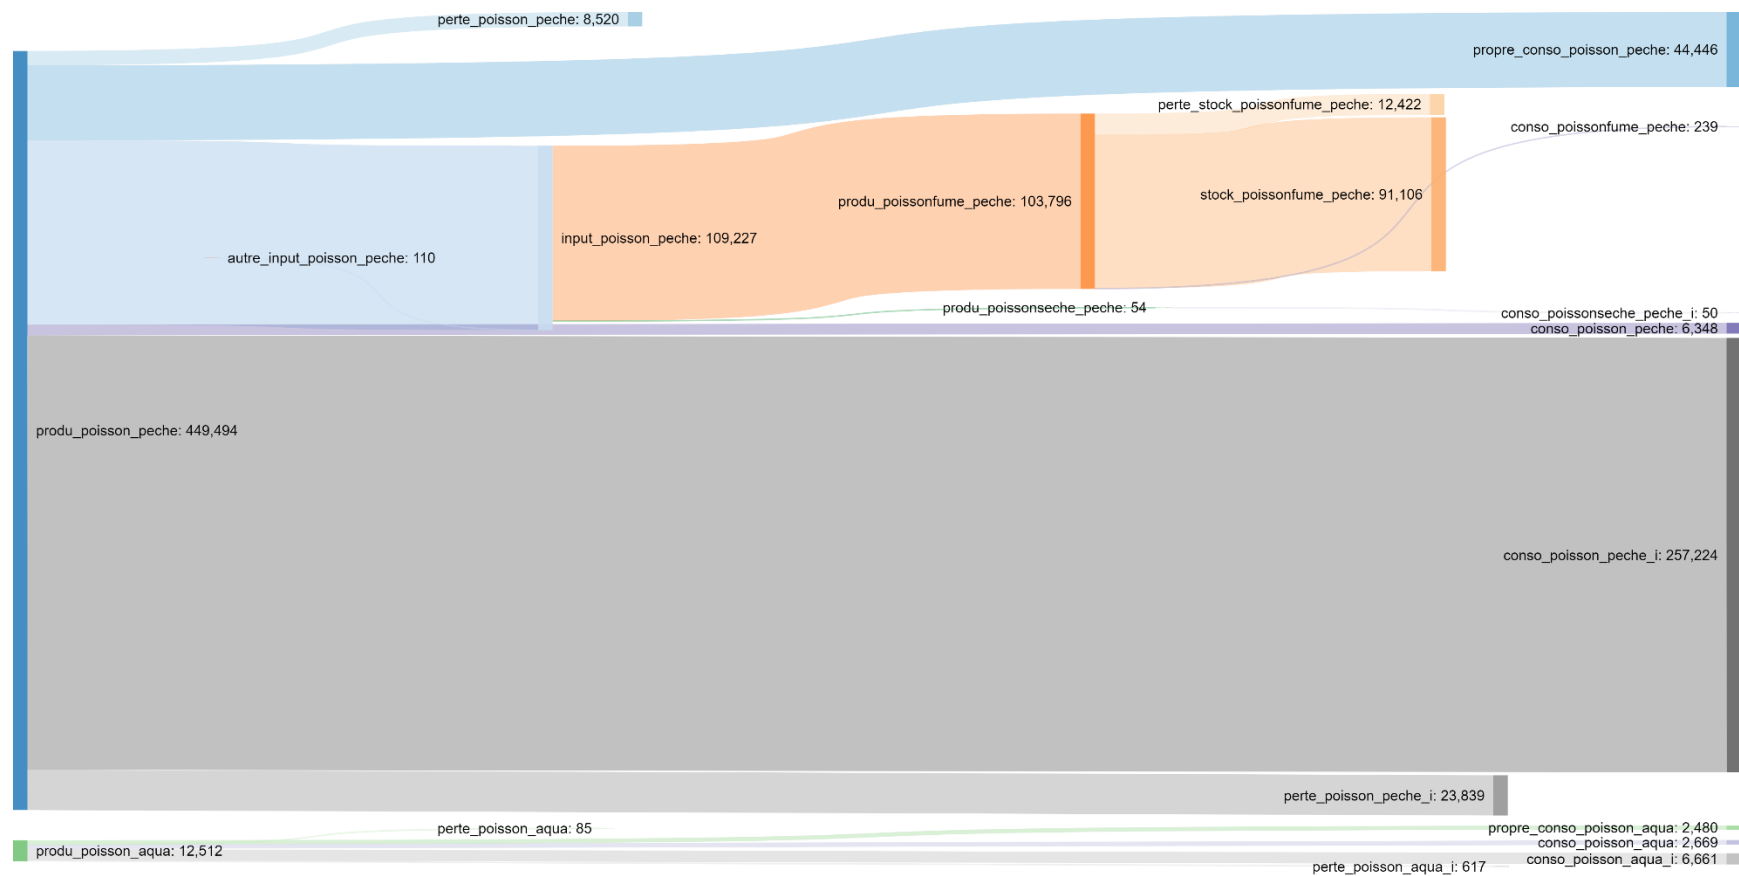 perte_poisson_peche: 8,520
propre_conso_poisson_peche: 44,446
perte_stock_poissonfume_peche: 12,422
conso_poissonfume_peche: 239
stock_poissonfume_peche: 91,106
produ_poissonfume_peche: 103,796
input_poisson_peche: 109,227
autre_input_poisson_peche: 110
produ_poissonseche_peche: 54
conso_poissonseche_peche_i: 50
conso_poisson_peche: 6,348
produ_poisson_peche: 449,494
conso_poisson_peche_i: 257,224
perte_poisson_peche_i: 23,839
perte_poisson_aqua: 85
propre_conso_poisson_aqua: 2,480
conso_poisson_aqua: 2,669
produ_poisson_aqua: 12,512
conso_poisson_aqua_i: 6,661
perte_poisson_aqua_i: 617